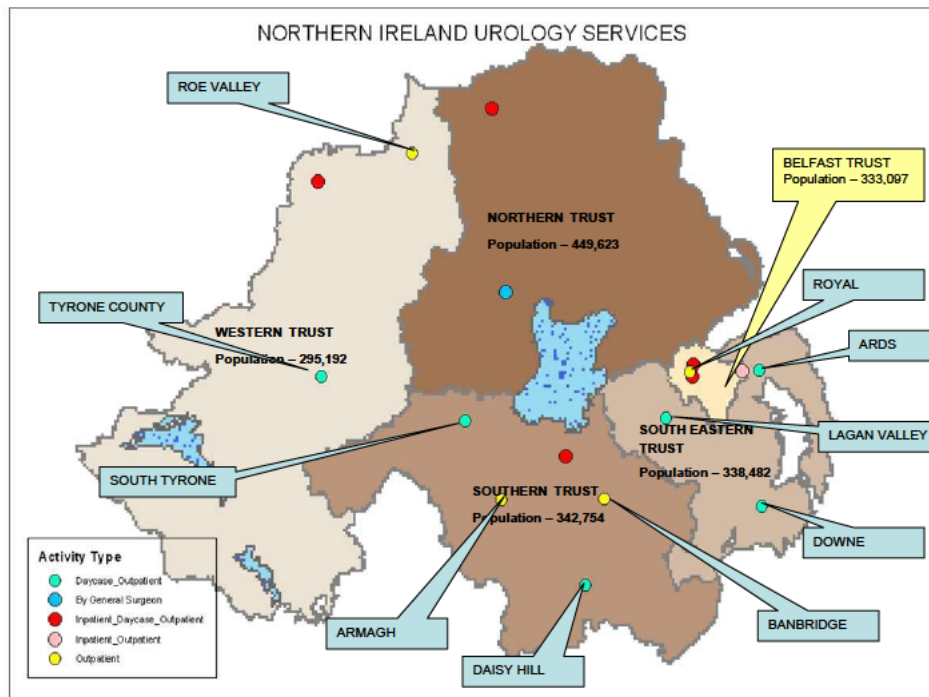 NORTHERN IRELAND UROLOGY SERVICES
ROE VALLEY
BELFAST TRUST
Population – 333,097
NORTHERN TRUST
Population – 449,623
ROYAL
TYRONE COUNTY
WESTERN TRUST
Population – 295,192
ARDS
LAGAN VALLEY
SOUTH EASTERN
TRUST
Population – 338,482
SOUTH TYRONE
SOUTHERN TRUST
Population – 342,754
DOWNE
ARMAGH
BANBRIDGE
DAISY HILL
Activity Type
Daycase_Outpatient
By General Surgeon
Inpatient_Daycase_Outpatient
Inpatient_Outpatient
Outpatient